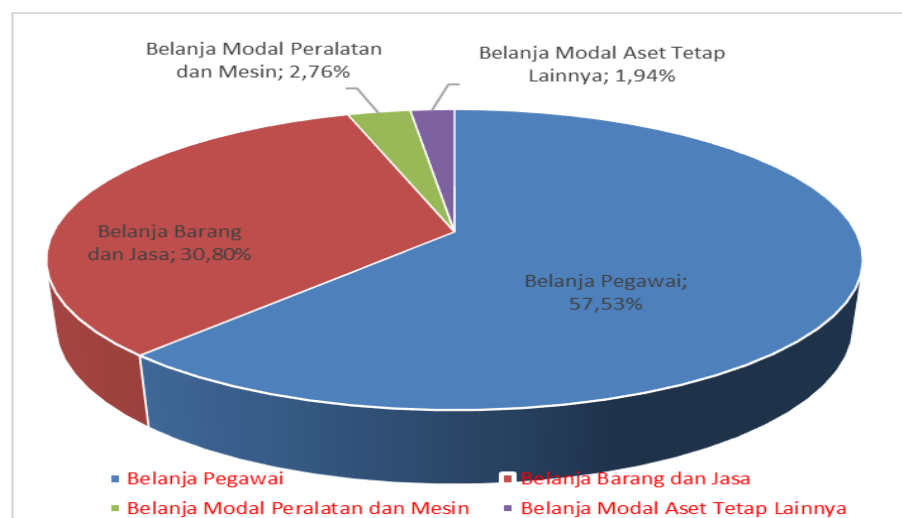 Belanja Modal Peralatan
dan Mesin; 2,76%
Belanja Modal Aset Tetap
Lainnya; 1,94%
Belanja Barang
dan Jasa; 30,80%
Belanja Pegawai;
57,53%
Belanja Pegawai
Belanja Barang dan Jasa
Belanja Modal Peralatan dan Mesin
Belanja Modal Aset Tetap Lainnya